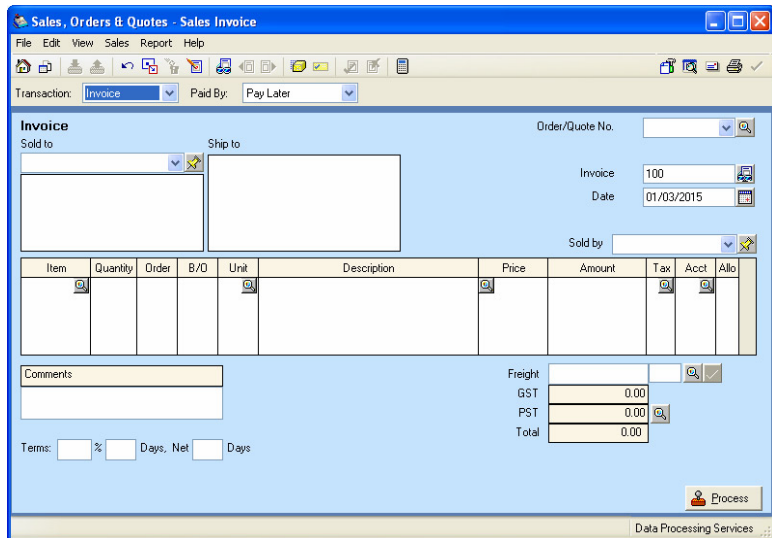 Sales, Orders & Quotes - Sales Invoice
File Edit View Sales Report Help
Transaction: Invoice Paid By: Pay Later
Invoice
Order/Quote No.
Sold to Ship to
Invoice 100
Date 01/03/2015
Sold by
Item Quantity Order B/O Unit Description Price Amount Tax Acct Allo
Comments
Freight
GST 0.00
PST 0.00
Total 0.00
Terms: % Days, Net Days
Process
Data Processing Services